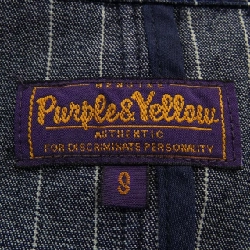 GENUINE
Purple & Yellow
AUTHENTIC
FOR DISCRIMINATE PERSONALITY
9